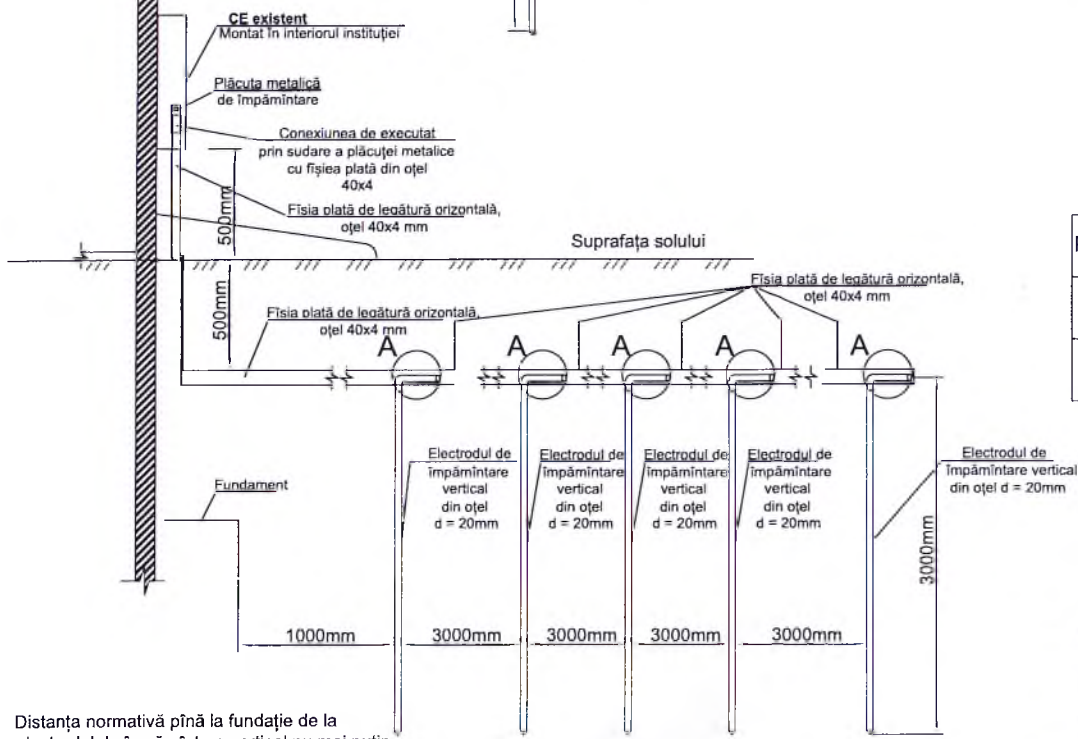 CE existent
Montat în interiorul instituției
Plăcuța metalică
de împămîntare
Conexiunea de executat
prin sudare a plăcuței metalice
cu fîșiea plată din oțel
40x4
Fîsia plată de legătură orizontală,
oțel 40x4 mm
500mm
Suprafața solului
Fîsia plată de legătură orizontală,
oțel 40x4 mm
500mm
Fîsia plată de legătură orizontală,
oțel 40x4 mm
A A A A A
Electrodul de
împămîntare
vertical
din oțel
d = 20mm
Electrodul de
împămîntare
vertical
din oțel
d = 20mm
Electrodul de
împămîntare
vertical
din oțel
d = 20mm
Electrodul de
împămîntare
vertical
din oțel
d = 20mm
Electrodul de
împămîntare vertical
din oțel d = 20mm
Fundament
3000mm
1000mm 3000mm 3000mm 3000mm 3000mm
Distanța normativă pînă la fundație de la